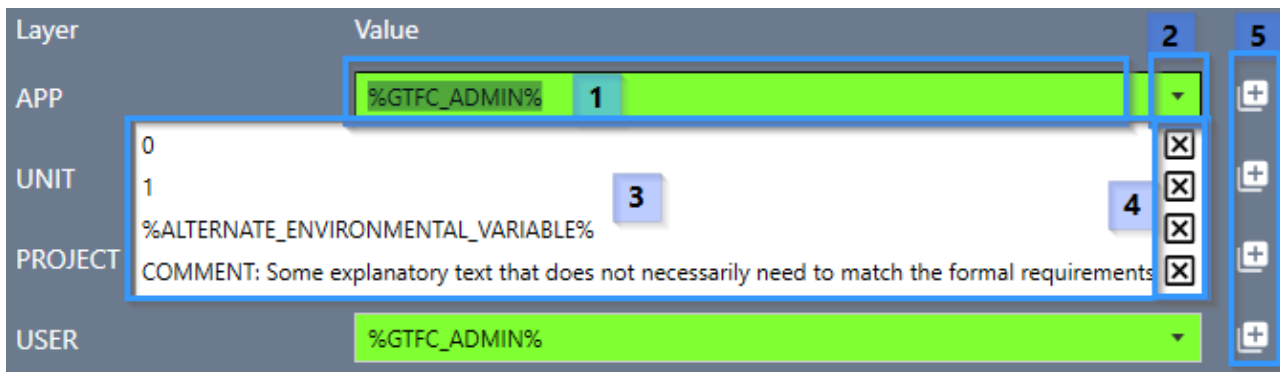 Layer Value 2 5
APP %GTFC_ADMIN% 1
0
UNIT 1 3
4
%ALTERNATE_ENVIRONMENTAL_VARIABLE%
PROJECT COMMENT: Some explanatory text that does not necessarily need to match the formal requirements
USER %GTFC_ADMIN%